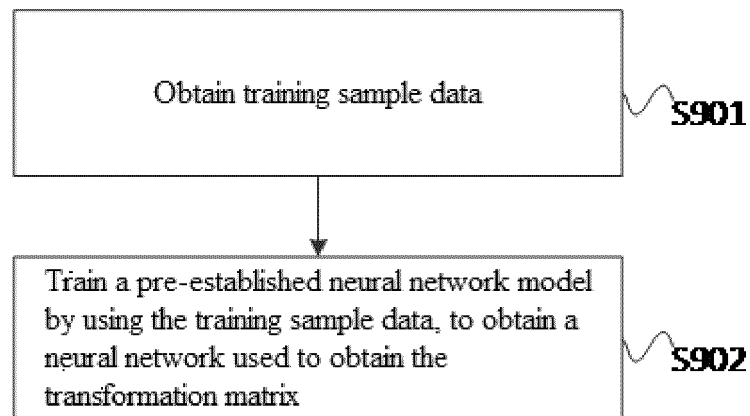 Obtain training sample data
S901
Train a pre-established neural network model
by using the training sample data, to obtain a
neural network used to obtain the
transformation matrix
S902